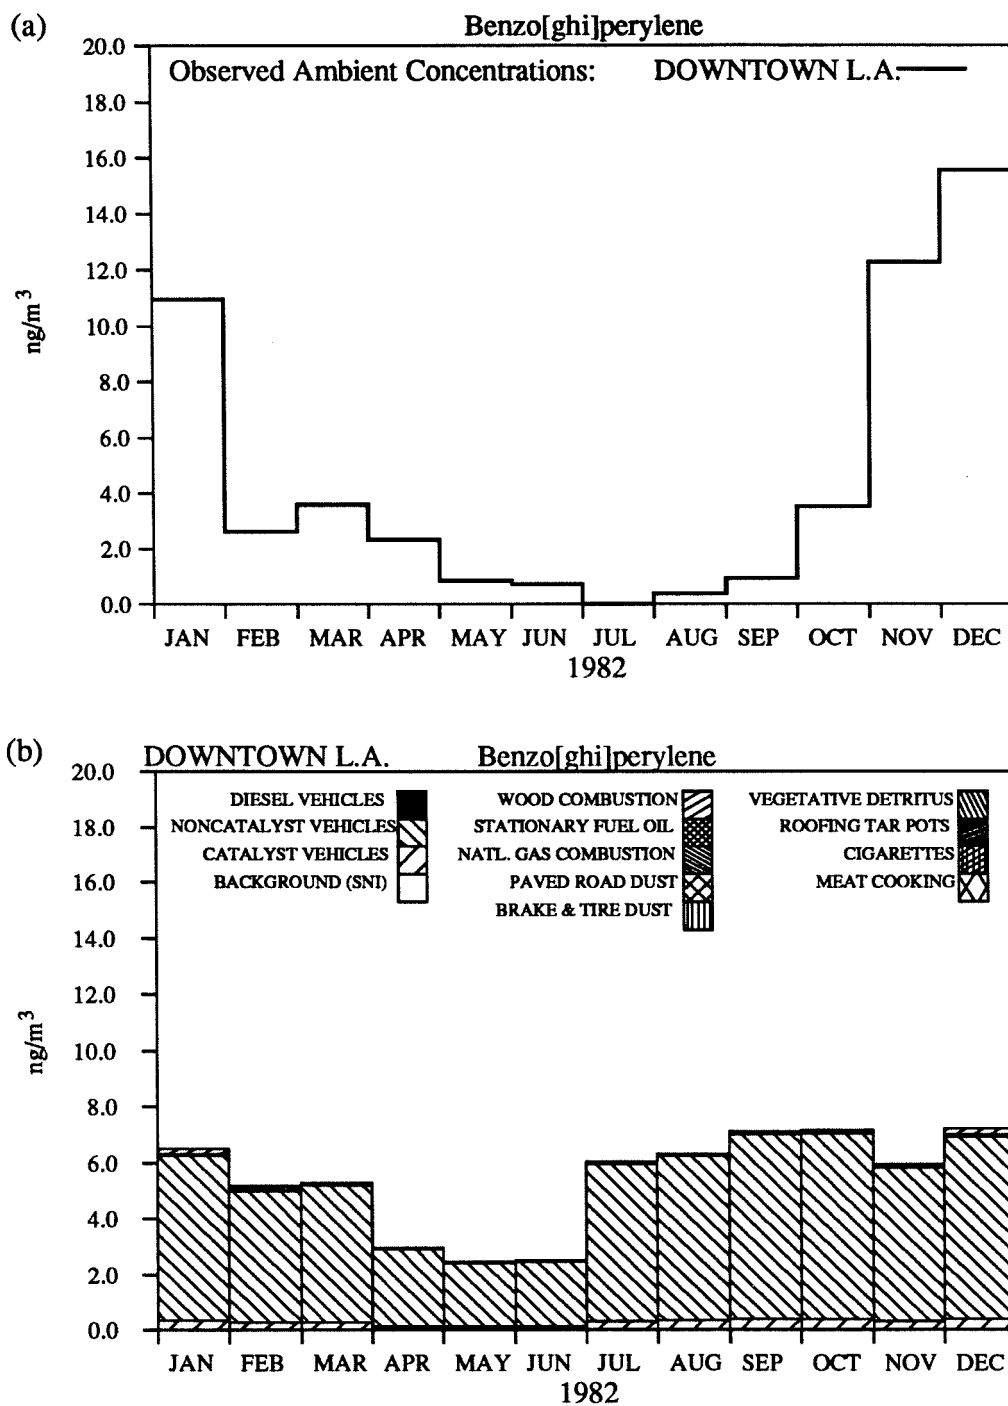 (a)
Benzo[ghi]perylene
20.0
Observed Ambient Concentrations: DOWNTOWN L.A.
18.0
16.0
14.0
12.0
10.0
8.0
6.0
4.0
2.0
0.0
ng/m³
JAN FEB MAR APR MAY JUN JUL AUG SEP OCT NOV DEC
1982
(b)
DOWNTOWN L.A. Benzo[ghi]perylene
20.0
18.0
16.0
14.0
12.0
10.0
8.0
6.0
4.0
2.0
0.0
ng/m³
DIESEL VEHICLES
NONCATALYST VEHICLES
CATALYST VEHICLES
BACKGROUND (SNI)
WOOD COMBUSTION
STATIONARY FUEL OIL
NATL. GAS COMBUSTION
PAVED ROAD DUST
BRAKE & TIRE DUST
VEGETATIVE DETRITUS
ROOFING TAR POTS
CIGARETTES
MEAT COOKING
JAN FEB MAR APR MAY JUN JUL AUG SEP OCT NOV DEC
1982